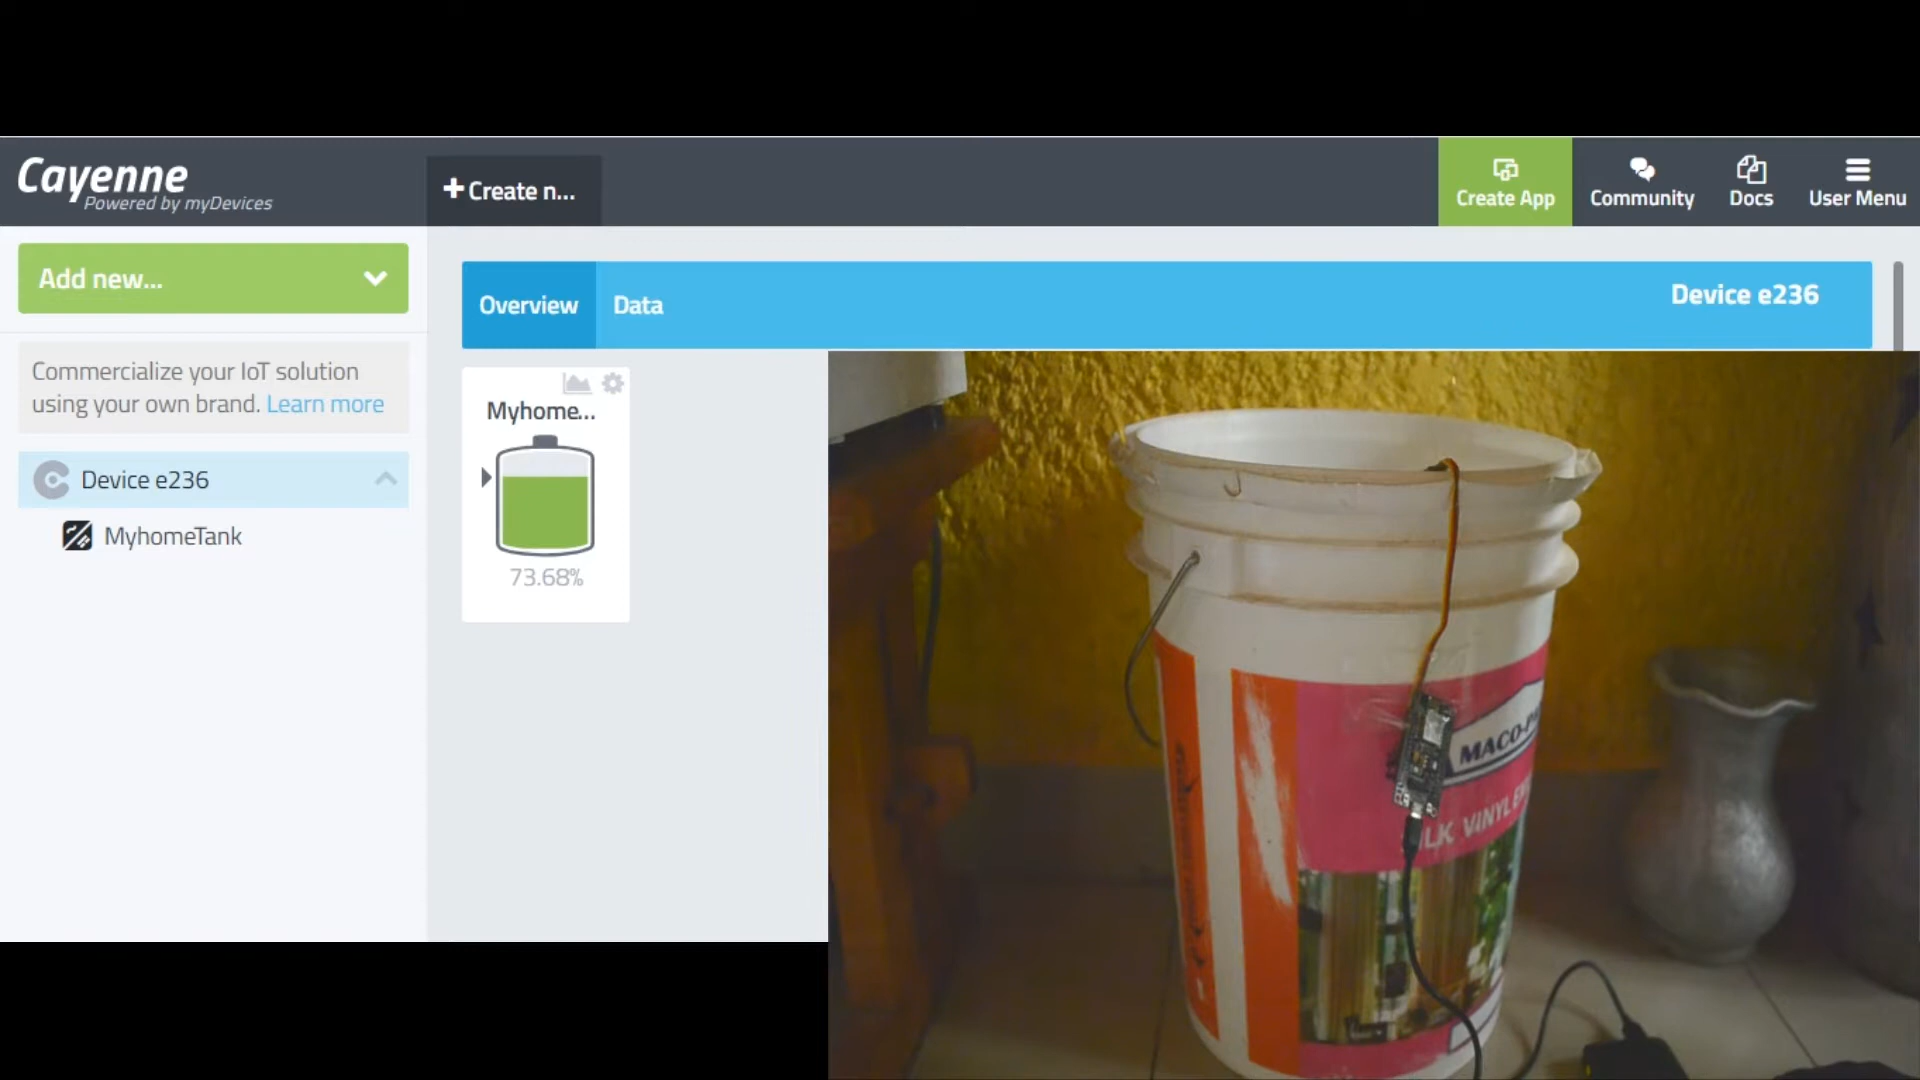 Cayenne
Powered by myDevices
Create n...
Create App
Community
Docs
User Menu
Add new...
Overview
Data
Device e236
Commercialize your IoT solution
using your own brand. Learn more
Device e236
MyhomeTank
Myhome...
73.68%
MACO-P
ILK VINYL E